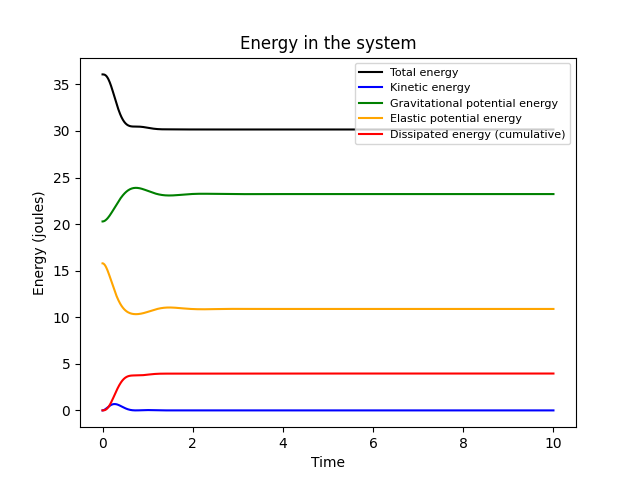 Energy in the system
Total energy
Kinetic energy
Gravitational potential energy
Elastic potential energy
Dissipated energy (cumulative)
Energy (joules)
35
30
25
20
15
10
5
0
0 2 4 6 8 10
Time